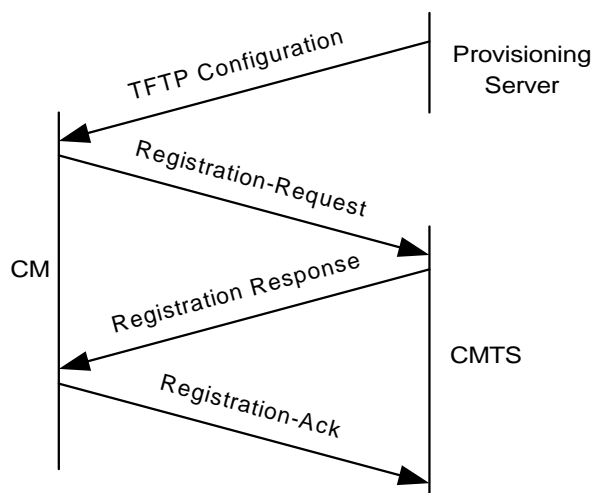 TFTP Configuration
Provisioning
Server
Registration-Request
CM
Registration Response
CMTS
Registration-Ack